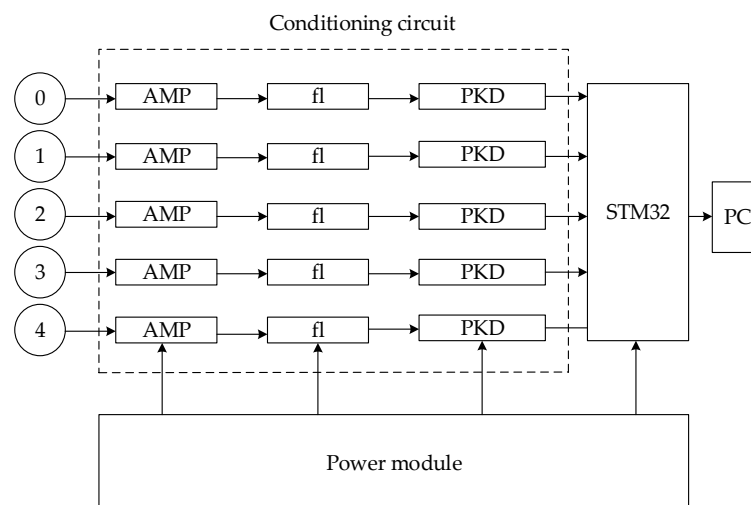 Conditioning circuit
0 AMP fl PKD
1 AMP fl PKD
2 AMP fl PKD STM32 PC
3 AMP fl PKD
4 AMP fl PKD
Power module